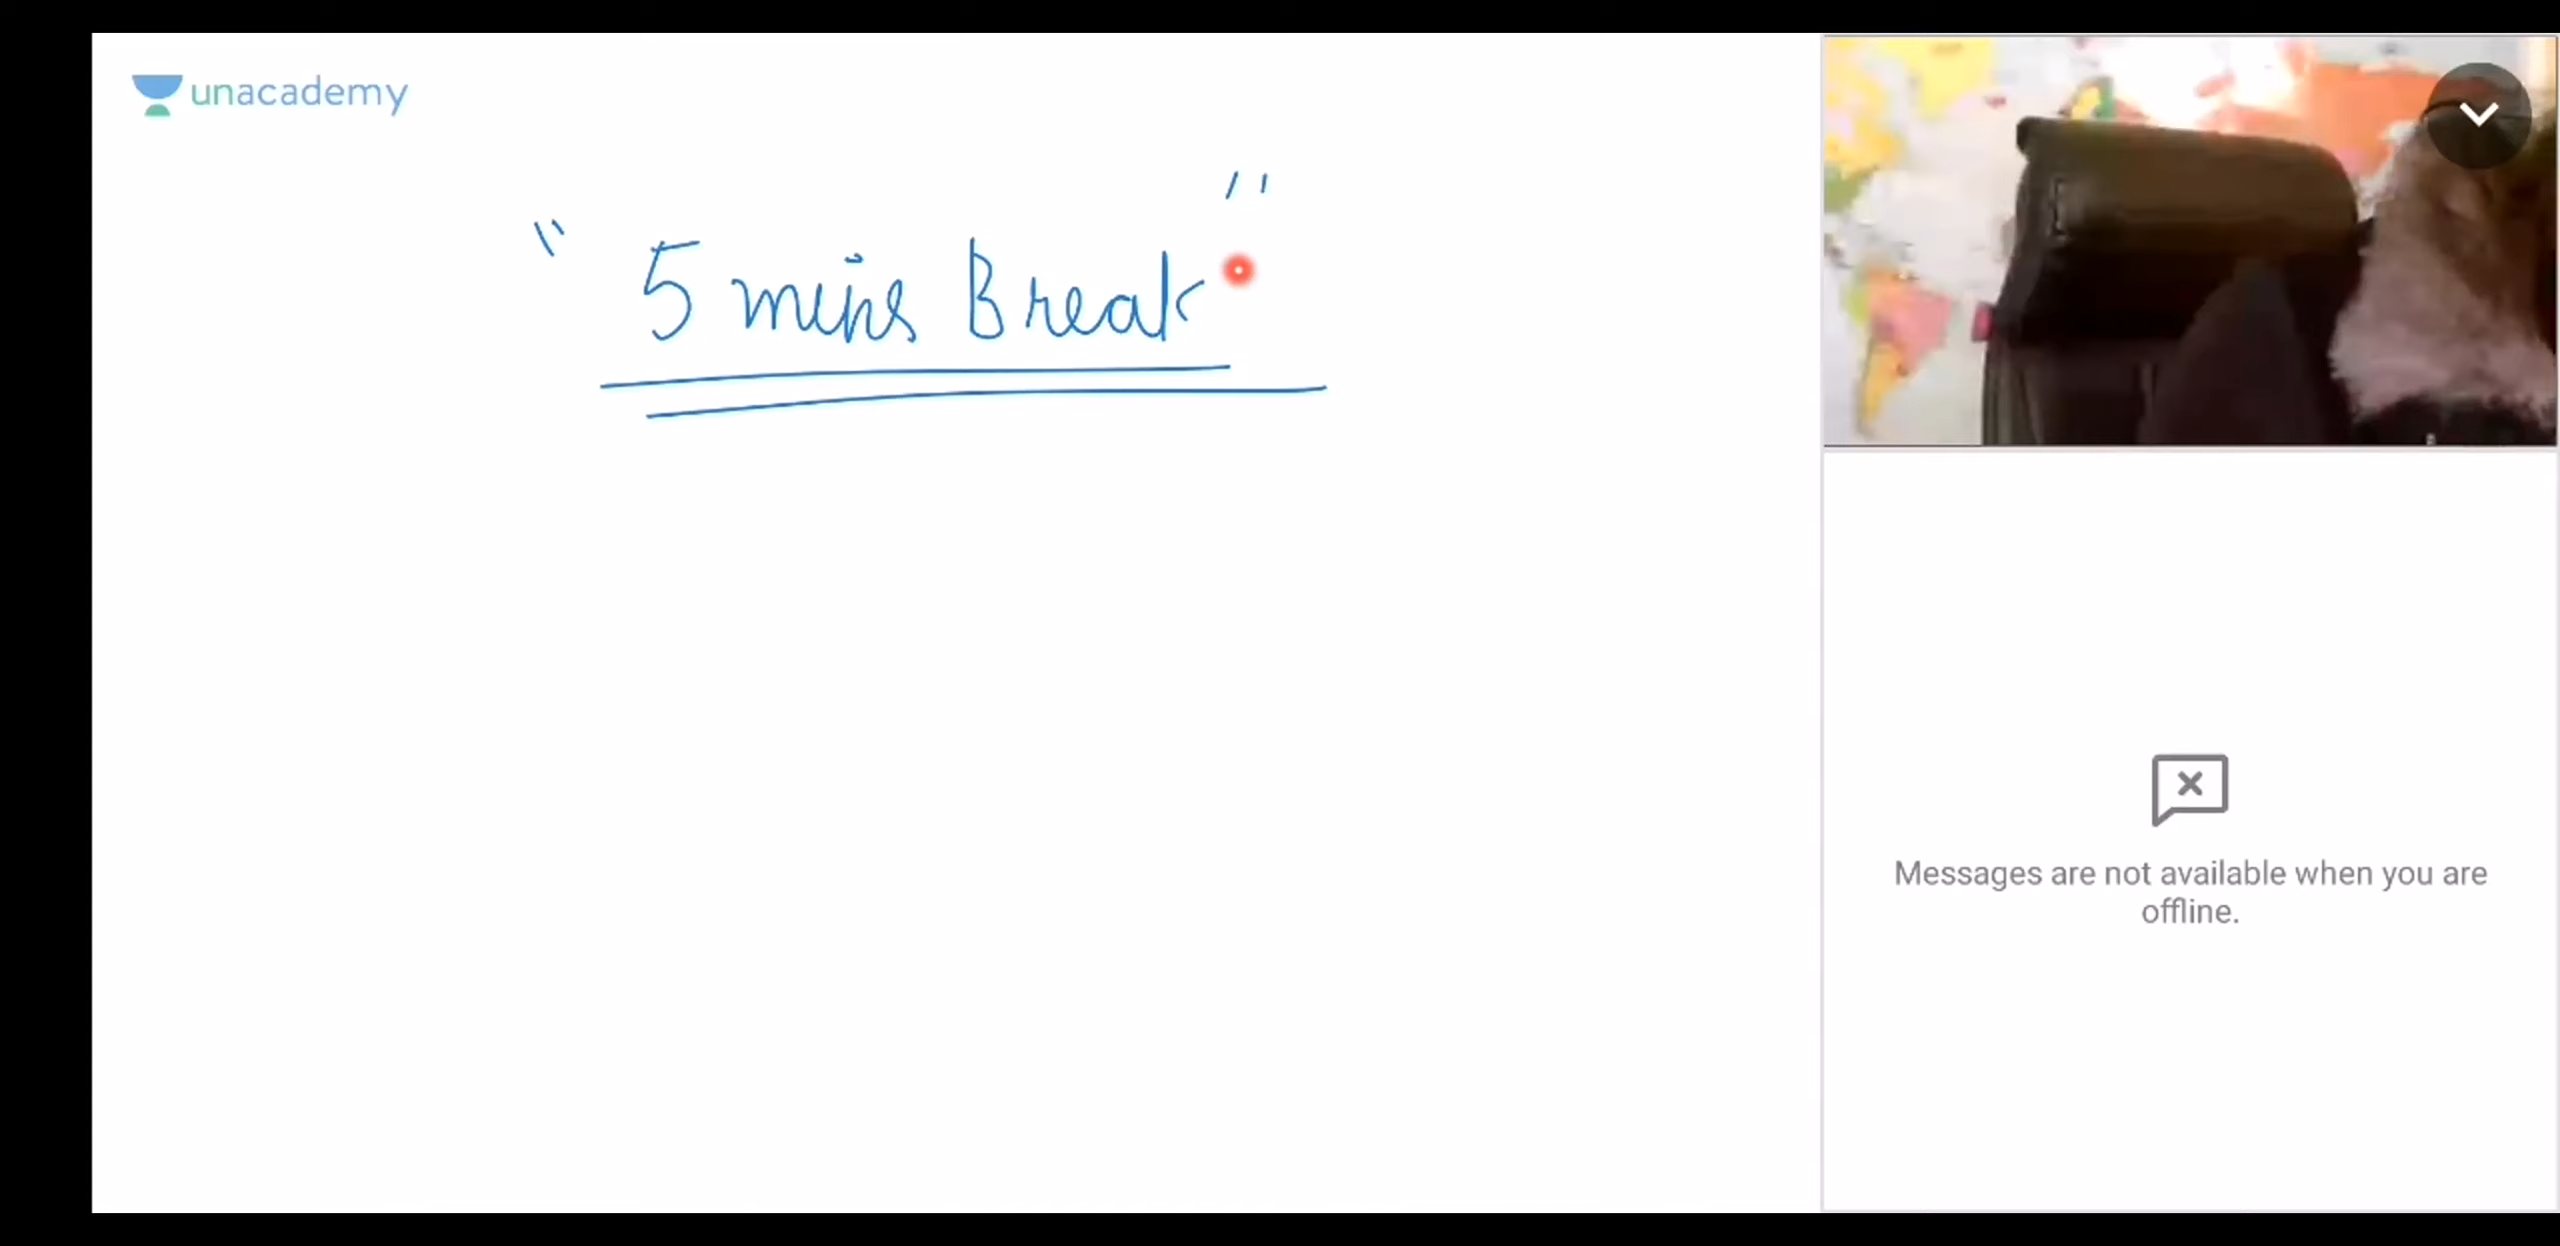 unacademy
"5 mins Break"
Messages are not available when you are
offline.